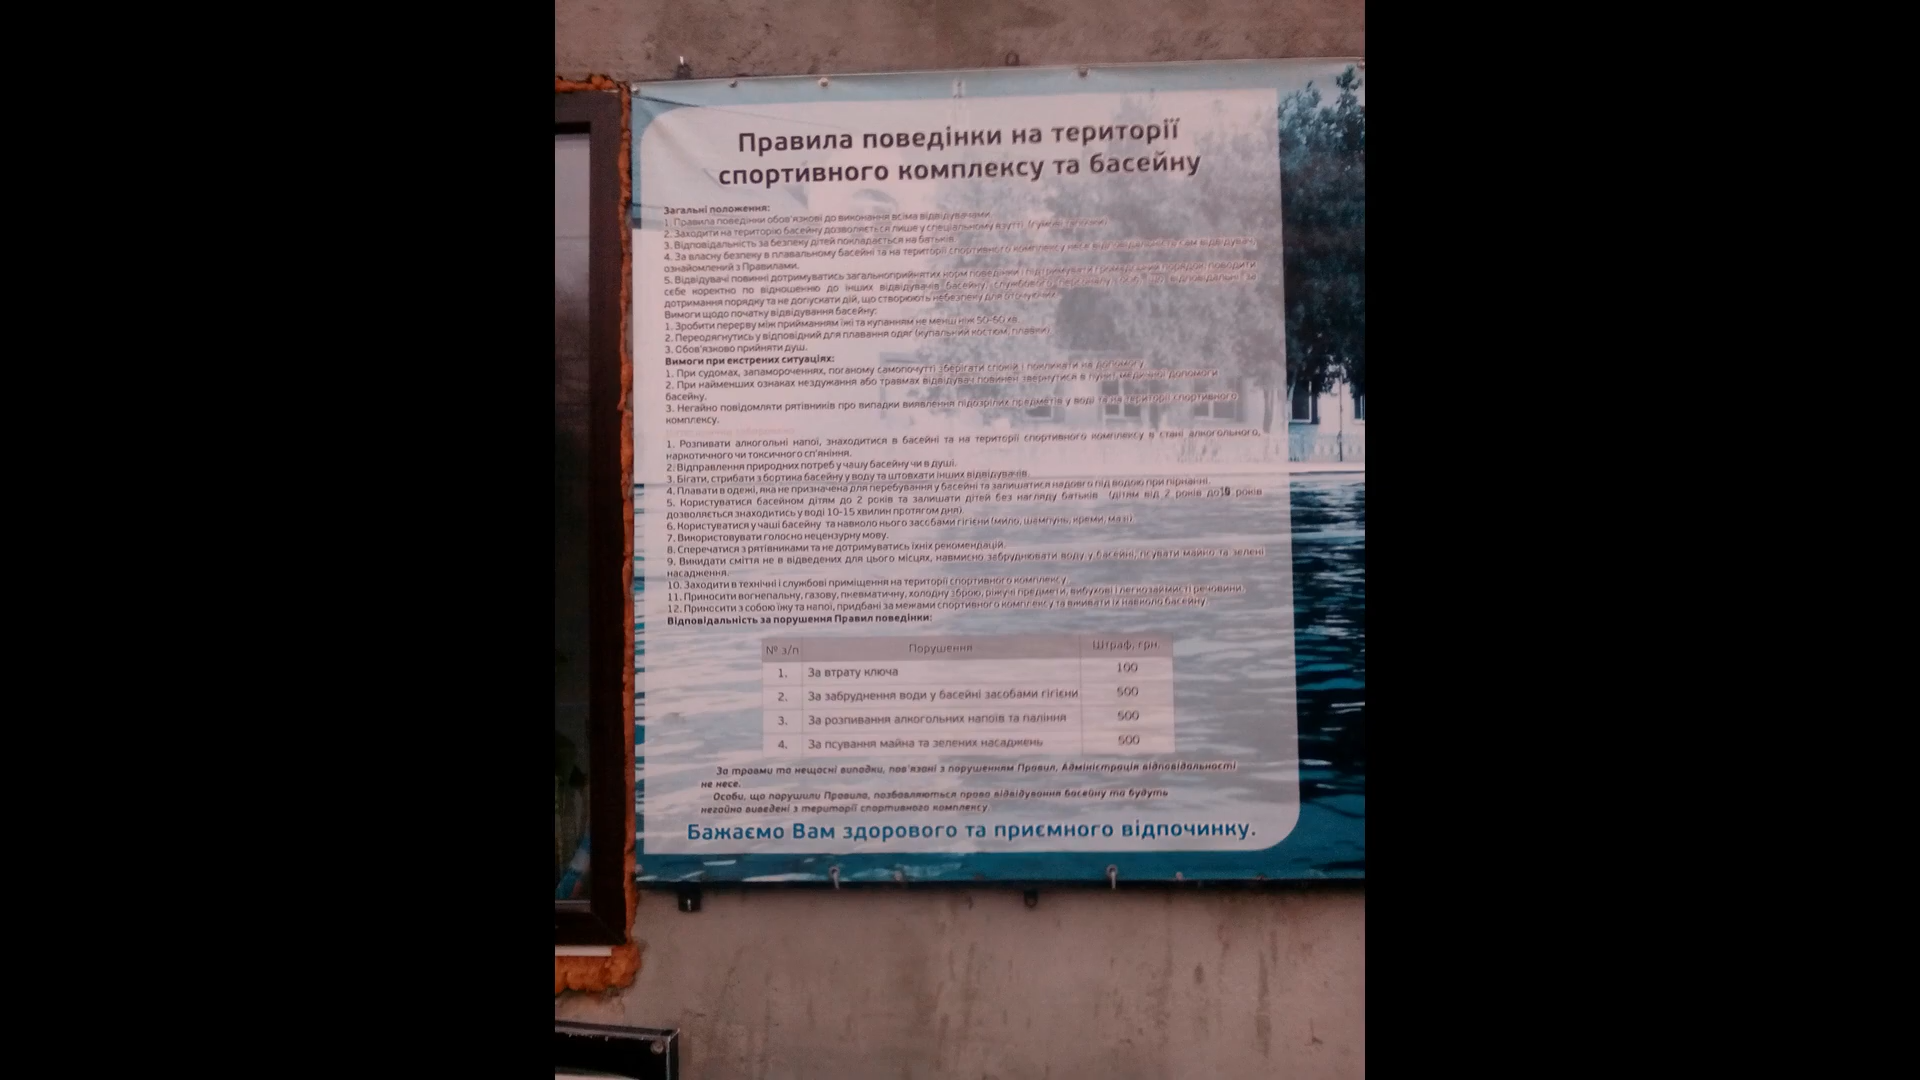 Правила поведінки на території
спортивного комплексу та басейну
Загальні положення:
1. Правила поведінки обов'язкові до виконання всіма відвідувачами.
2. Заходити на територію басейну дозволяється лише у спеціальному взутті (гумові тапочки).
3. Відповідальність за безпеку дітей покладається на батьків.
4. За власну безпеку в плавальному басейні та на території спортивного комплексу несе відповідальність сам відвідувач,
ознайомлений з Правилами.
5. Відвідувачі повинні дотримуватись загальноприйнятих норм поведінки і підтримувати громадський порядок, поводити
себе коректно по відношенню до інших відвідувачів басейну, службового персоналу, осіб, що відповідальні за
дотримання порядку та не допускати дій, що створюють небезпеку для оточуючих.
Вимоги щодо початку відвідування басейну:
1. Зробити перерву між прийманням їжі та купанням не менш ніж 50-60 хв.
2. Переодягнутись у відповідний для плавання одяг (купальний костюм, плавки).
3. Обов'язково прийняти душ.
Вимоги при екстрених ситуаціях:
1. При судомах, запамороченнях, поганому самопочутті зберігати спокій і покликати на допомогу.
2. При найменших ознаках нездужання або травмах відвідувач повинен звернутися в пункт медичної допомоги
басейну.
3. Негайно повідомляти рятівників про випадки виявлення підозрілих предметів у воді та на території спортивного
комплексу.
1. Розпивати алкогольні напої, знаходитися в басейні та на території спортивного комплексу в стані алкогольного,
наркотичного чи токсичного сп'яніння.
2. Відправлення природних потреб у чашу басейну чи в душі.
3. Бігати, стрибати з бортика басейну у воду та штовхати інших відвідувачів.
4. Плавати в одежі, яка не призначена для перебування у басейні та залишатися надовго під водою при пірнанні.
5. Користуватися басейном дітям до 2 років та залишати дітей без нагляду батьків (дітям від 2 років до10 років
дозволяється знаходитись у воді 10-15 хвилин протягом дня).
6. Користуватися у чаші басейну та навколо нього засобами гігієни (мило, шампунь, креми, мазі).
7. Використовувати голосно нецензурну мову.
8. Сперечатися з рятівниками та не дотримуватись їхніх рекомендацій.
9. Викидати сміття не в відведених для цього місцях, навмисно забруднювати воду у басейні, псувати майно та зелені
насадження.
10. Заходити в технічні і службові приміщення на території спортивного комплексу.
11. Приносити вогнепальну, газову, пневматичну, холодну зброю, ріжучі предмети, вибухові і легкозаймисті речовини.
12. Приносити з собою їжу та напої, придбані за межами спортивного комплексу та вживати їх навколо басейну.
Відповідальність за порушення Правил поведінки:
№ з/п Порушення Штраф, грн.
1. За втрату ключа 100
2. За забруднення води у басейні засобами гігієни 500
3. За розпивання алкогольних напоїв та паління 500
4. За псування майна та зелених насаджень 500
За травми та нещасні випадки, пов'язані з порушенням Правил, Адміністрація відповідальності
не несе.
Особи, що порушили Правила, позбавляються права відвідування басейну та будуть
негайно виведені з території спортивного комплексу.
Бажаємо Вам здорового та приємного відпочинку.